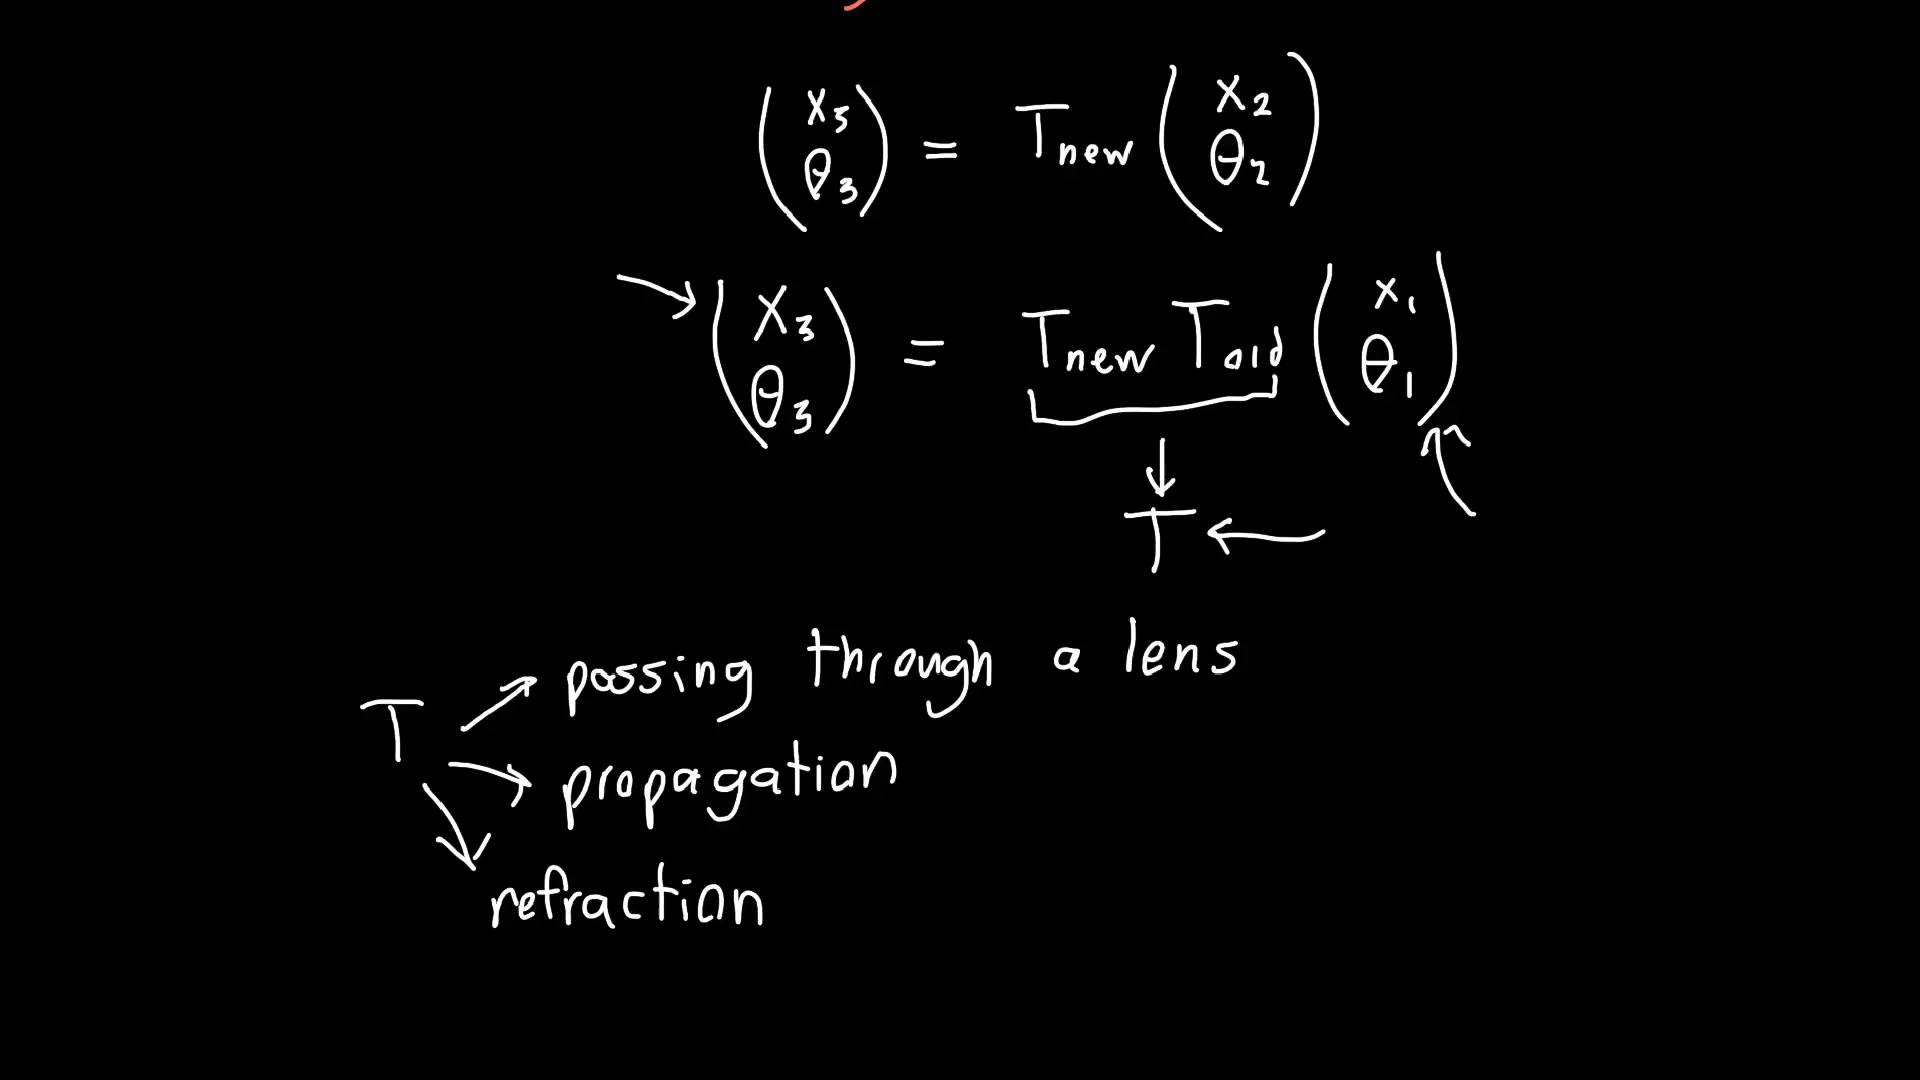 (x₃ θ₃) = Tnew (x₂ θ₂)
(x₃ θ₃) = Tnew Told (x₁ θ₁)
T
passing through a lens
T
propagation
refraction